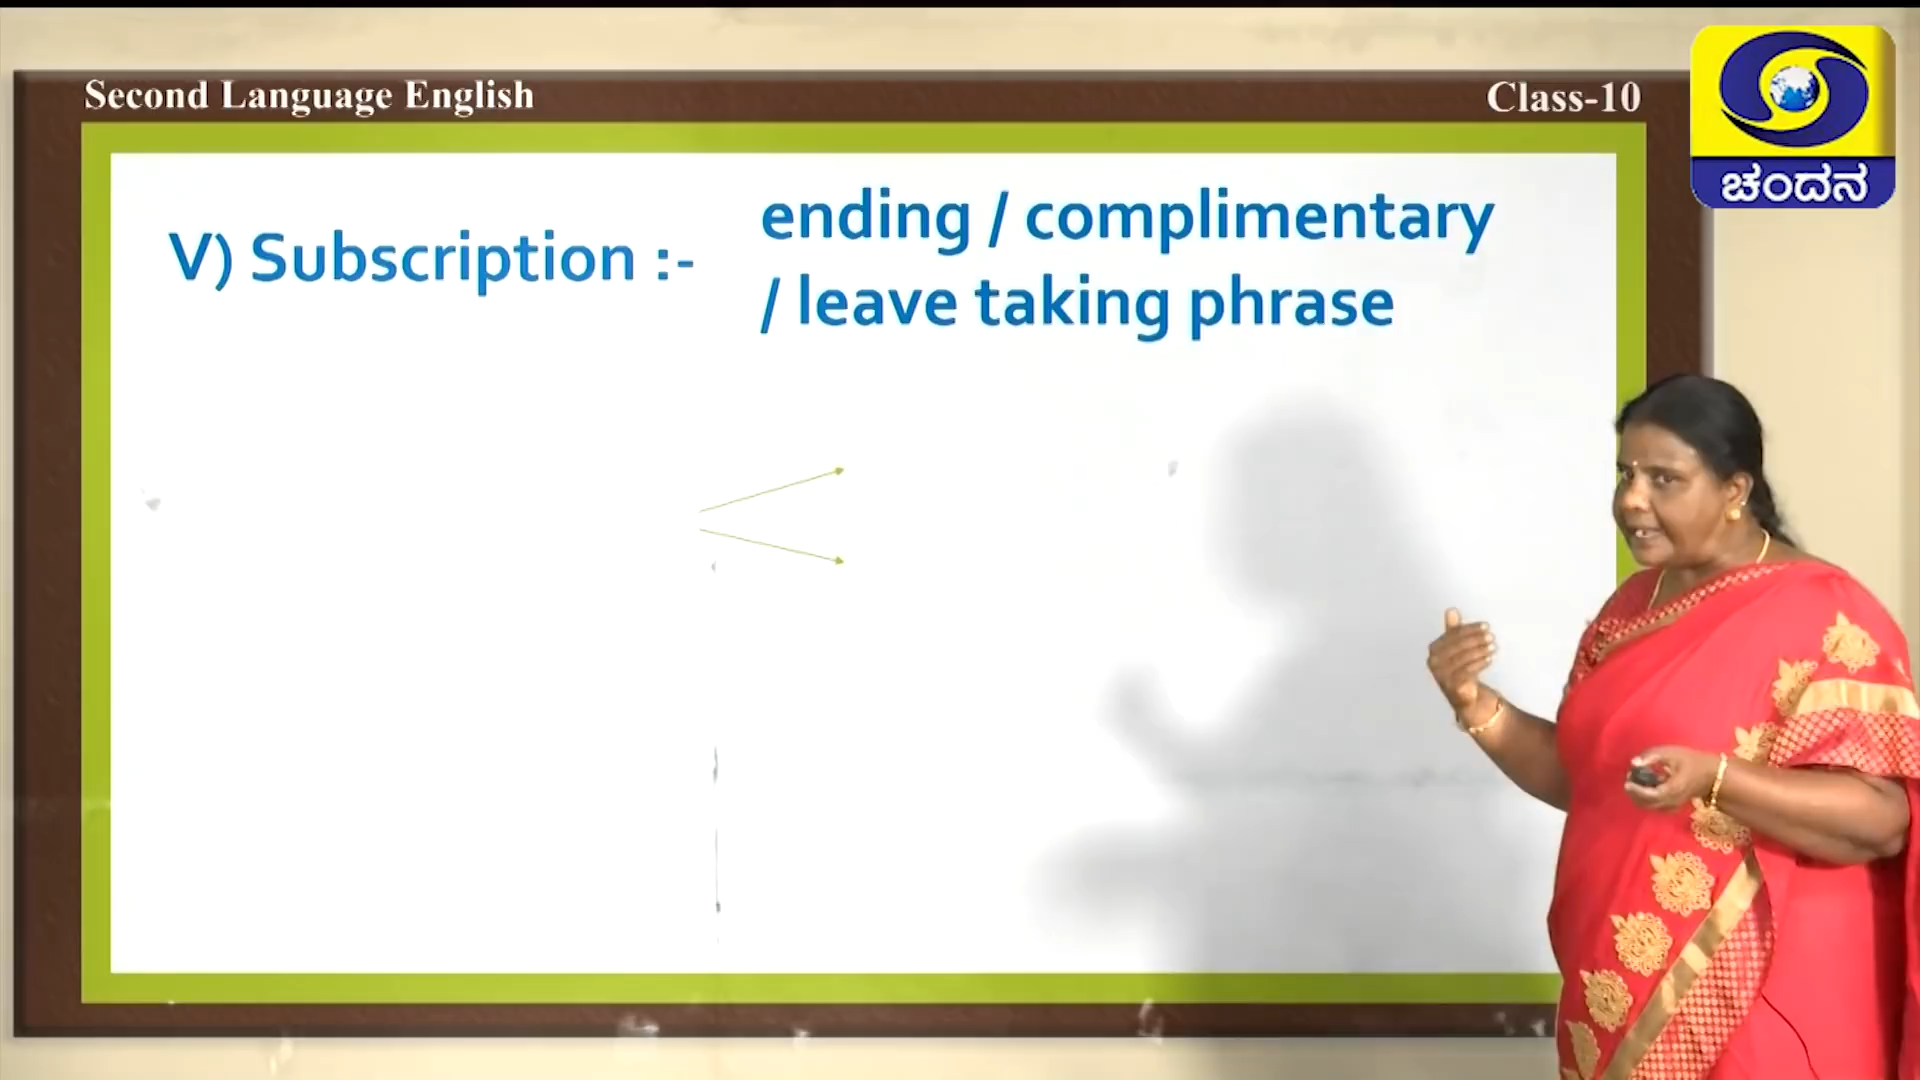 Second Language English
Class-10
ಚಂದನ
V) Subscription :-
ending / complimentary
/ leave taking phrase